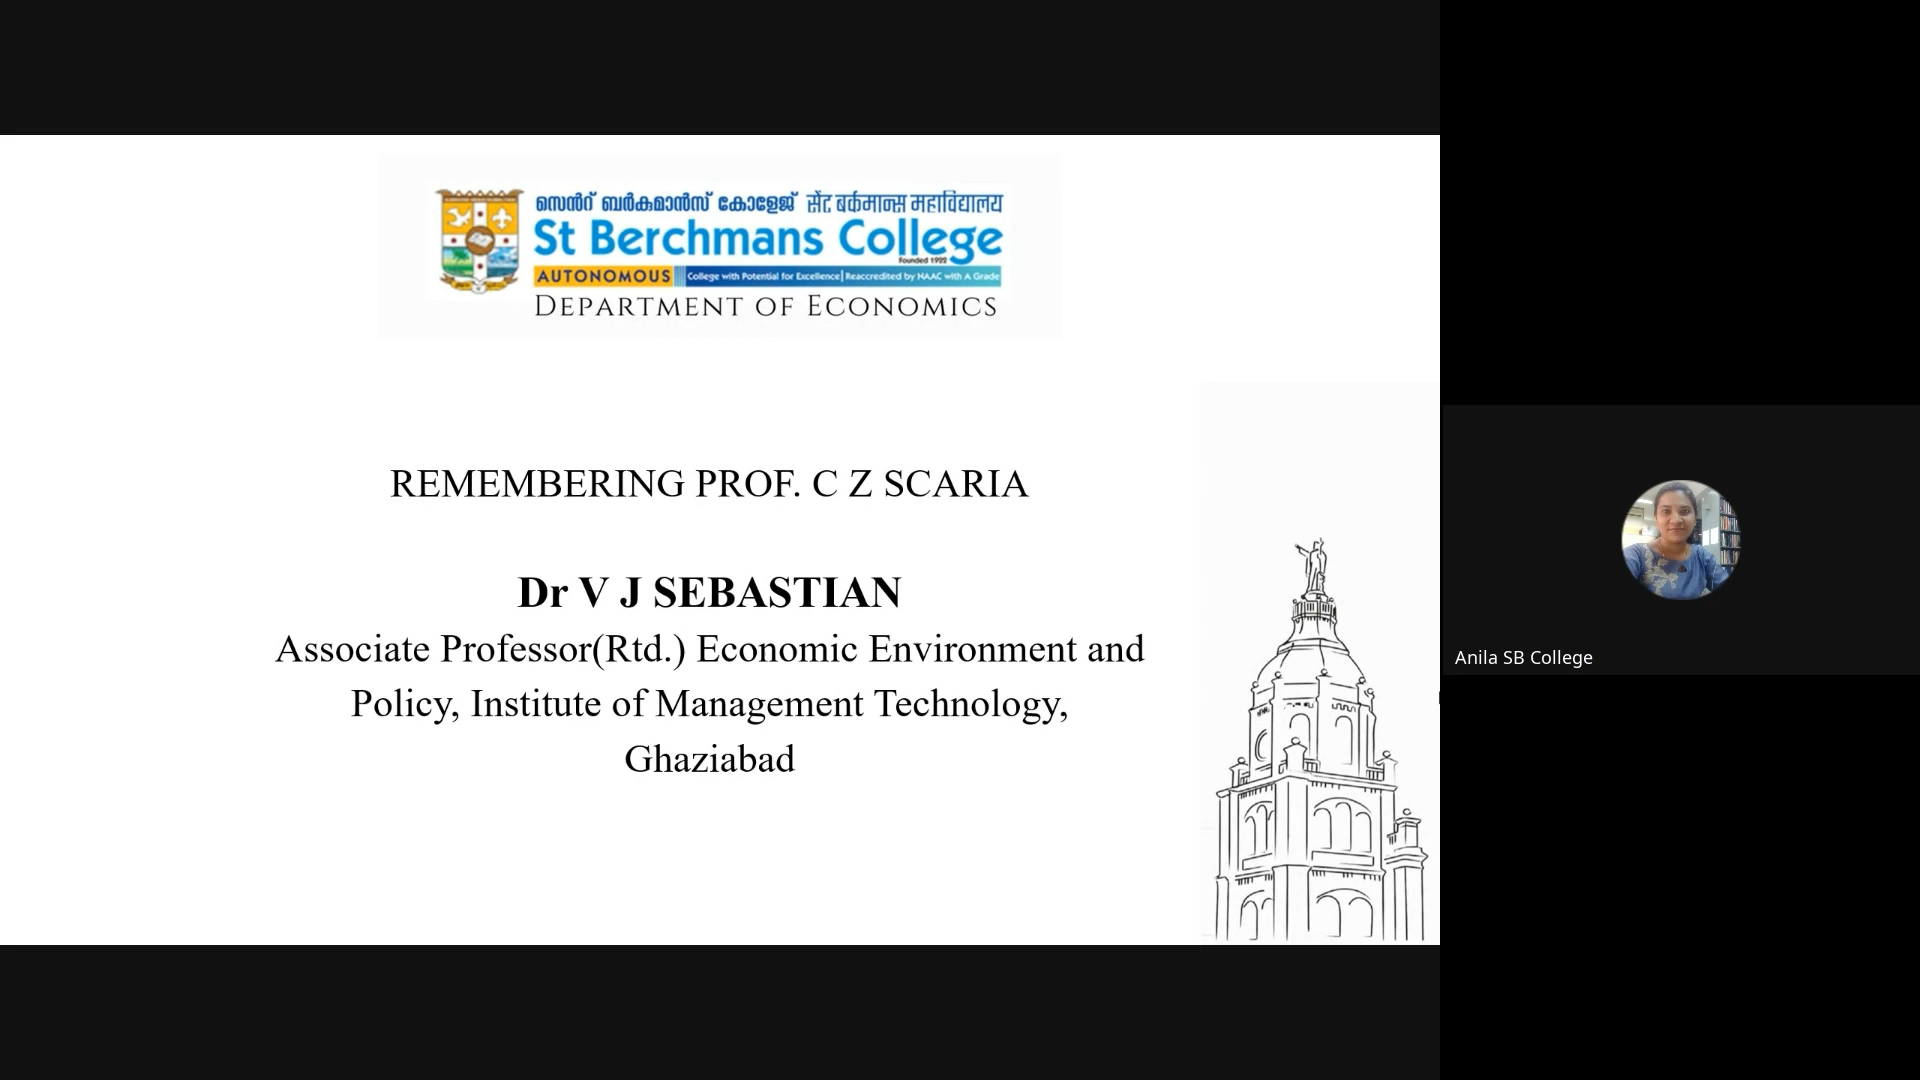 സെൻറ് ബർക്കുമാൻസ് കോളേജ് सेंट बर्कमान्स महाविद्यालय
St Berchmans College
Founded 1922
AUTONOMOUS College with Potential for Excellence | Reaccredited by NAAC with A Grade
DEPARTMENT OF ECONOMICS
REMEMBERING PROF. C Z SCARIA
Dr V J SEBASTIAN
Associate Professor(Rtd.) Economic Environment and
Policy, Institute of Management Technology,
Ghaziabad
Anila SB College